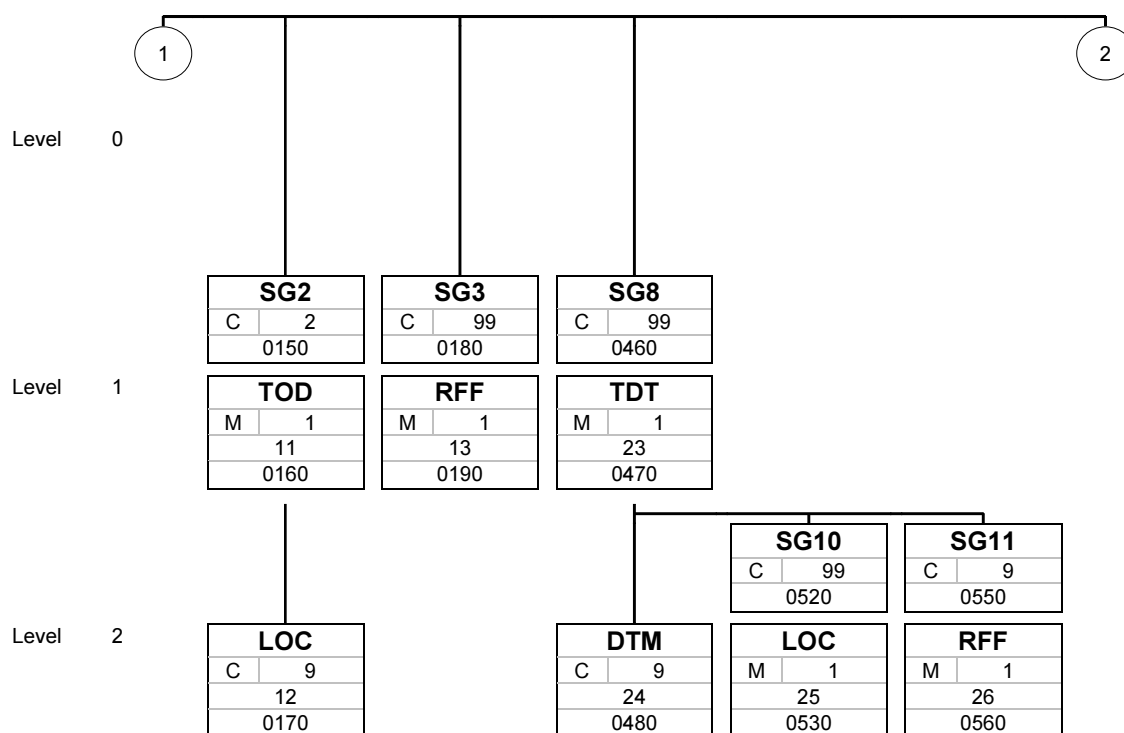 1 2
Level 0
SG2 SG3 SG8
C 2 C 99 C 99
0150 0180 0460
Level 1 TOD RFF TDT
M 1 M 1 M 1
11 13 23
0160 0190 0470
SG10 SG11
C 99 C 9
0520 0550
Level 2 LOC DTM LOC RFF
C 9 C 9 M 1 M 1
12 24 25 26
0170 0480 0530 0560